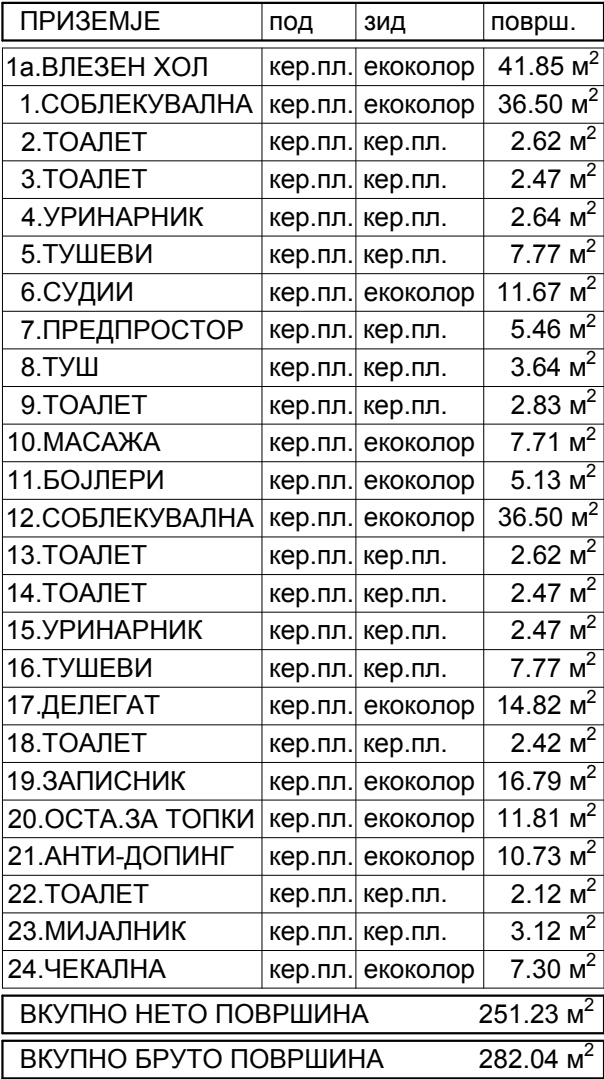 ПРИЗЕМЈЕ под ѕид површ.
1а.ВЛЕЗЕН ХОЛ кер.пл. екоколор 41.85 м²
1.СОБЛЕКУВАЛНА кер.пл. екоколор 36.50 м²
2.ТОАЛЕТ кер.пл. кер.пл. 2.62 м²
3.ТОАЛЕТ кер.пл. кер.пл. 2.47 м²
4.УРИНАРНИК кер.пл. кер.пл. 2.64 м²
5.ТУШЕВИ кер.пл. кер.пл. 7.77 м²
6.СУДИИ кер.пл. екоколор 11.67 м²
7.ПРЕДПРОСТОР кер.пл. кер.пл. 5.46 м²
8.ТУШ кер.пл. кер.пл. 3.64 м²
9.ТОАЛЕТ кер.пл. кер.пл. 2.83 м²
10.МАСАЖА кер.пл. екоколор 7.71 м²
11.БОЈЛЕРИ кер.пл. екоколор 5.13 м²
12.СОБЛЕКУВАЛНА кер.пл. екоколор 36.50 м²
13.ТОАЛЕТ кер.пл. кер.пл. 2.62 м²
14.ТОАЛЕТ кер.пл. кер.пл. 2.47 м²
15.УРИНАРНИК кер.пл. кер.пл. 2.47 м²
16.ТУШЕВИ кер.пл. кер.пл. 7.77 м²
17.ДЕЛЕГАТ кер.пл. екоколор 14.82 м²
18.ТОАЛЕТ кер.пл. кер.пл. 2.42 м²
19.ЗАПИСНИК кер.пл. екоколор 16.79 м²
20.ОСТА.ЗА ТОПКИ кер.пл. екоколор 11.81 м²
21.АНТИ-ДОПИНГ кер.пл. екоколор 10.73 м²
22.ТОАЛЕТ кер.пл. кер.пл. 2.12 м²
23.МИЈАЛНИК кер.пл. кер.пл. 3.12 м²
24.ЧЕКАЛНА кер.пл. екоколор 7.30 м²
ВКУПНО НЕТО ПОВРШИНА 251.23 м²
ВКУПНО БРУТО ПОВРШИНА 282.04 м²